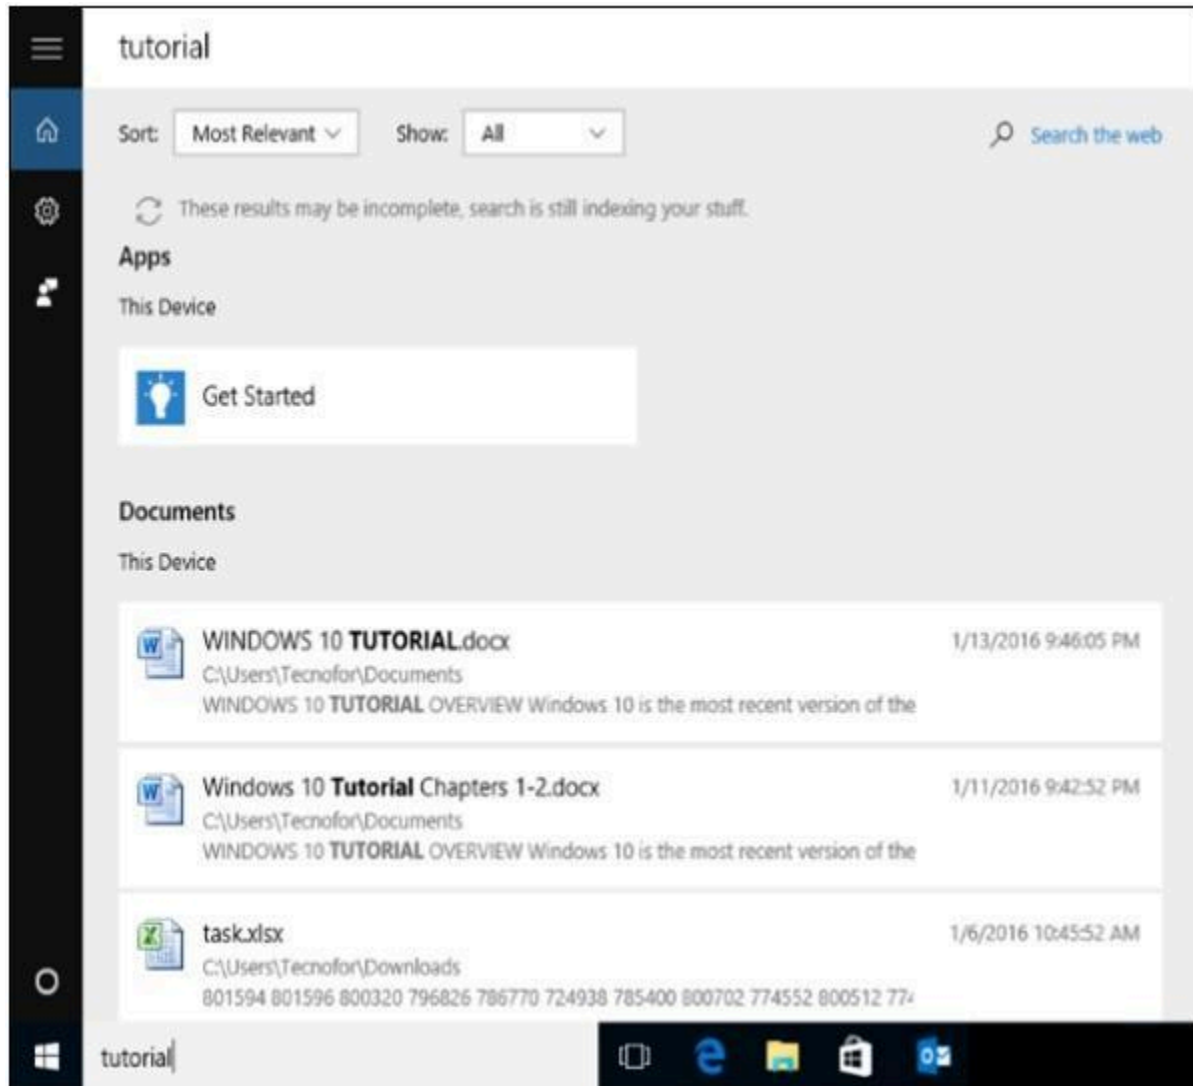 tutorial
Sort: Most Relevant Show: All Search the web
These results may be incomplete, search is still indexing your stuff.
Apps
This Device
Get Started
Documents
This Device
WINDOWS 10 TUTORIAL.docx 1/13/2016 9:46:05 PM
C:\Users\Tecnofor\Documents
WINDOWS 10 TUTORIAL OVERVIEW Windows 10 is the most recent version of the
Windows 10 Tutorial Chapters 1-2.docx 1/11/2016 9:42:52 PM
C:\Users\Tecnofor\Documents
WINDOWS 10 TUTORIAL OVERVIEW Windows 10 is the most recent version of the
task.xlsx 1/6/2016 10:45:52 AM
C:\Users\Tecnofor\Downloads
801594 801596 800320 796826 786770 724938 785400 800702 774552 800512
tutorial